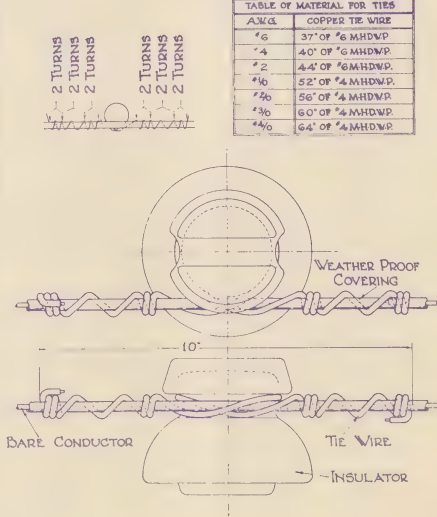 TABLE OF MATERIAL FOR TIES
A.W.G. COPPER TIE WIRE
#6 37" OF #6 M.H.D.W.P.
#4 40" OF #6 M.H.D.W.P.
#2 44" OF #6 M.H.D.W.P.
#1/0 52" OF #4 M.H.D.W.P.
#2/0 56" OF #4 M.H.D.W.P.
#3/0 60" OF #4 M.H.D.W.P.
#4/0 64" OF #4 M.H.D.W.P.
2 TURNS
2 TURNS
2 TURNS
2 TURNS
2 TURNS
2 TURNS
WEATHER PROOF
COVERING
10"
BARE CONDUCTOR
TIE WIRE
INSULATOR